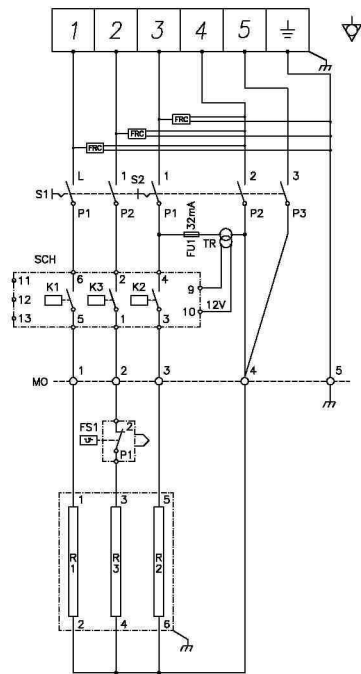 1 2 3 4 5
FRC
FRC
FRC
L 1 S2 1 2 3
S1
P1 P2 P1 P2 P3
FU1 32mA
TR
SCH
11 6 2 4 9
K1 K3 K2
12 10 12V
13 5 1 3
MO 1 2 3 4 5
FS1 2
P1
1 3 5
R1 R3 R2
2 4 6